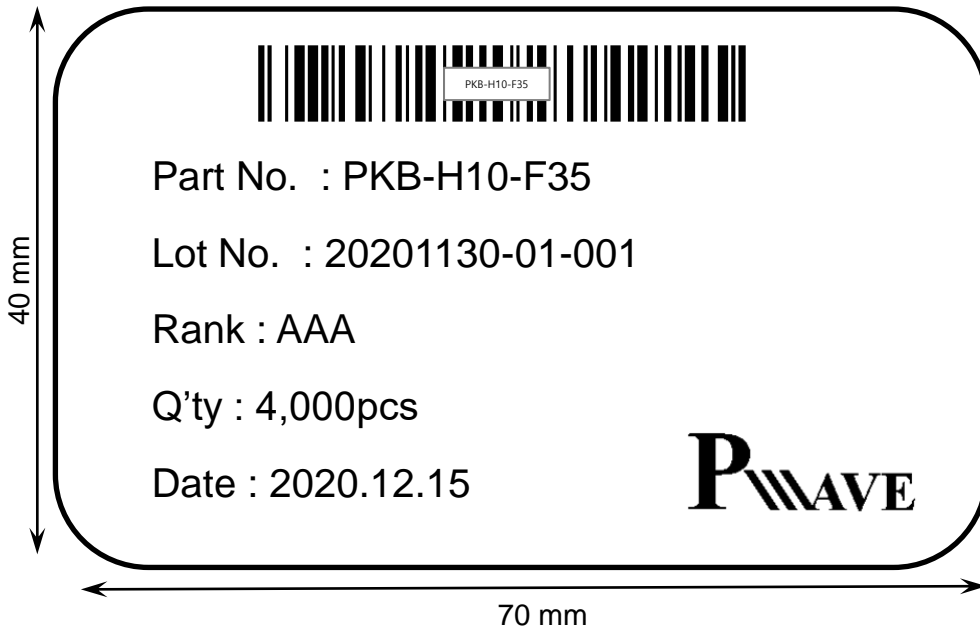 PKB-H10-F35
Part No. : PKB-H10-F35
Lot No. : 20201130-01-001
40 mm
Rank : AAA
Q’ty : 4,000pcs
Date : 2020.12.15
P\\\\AVE
70 mm